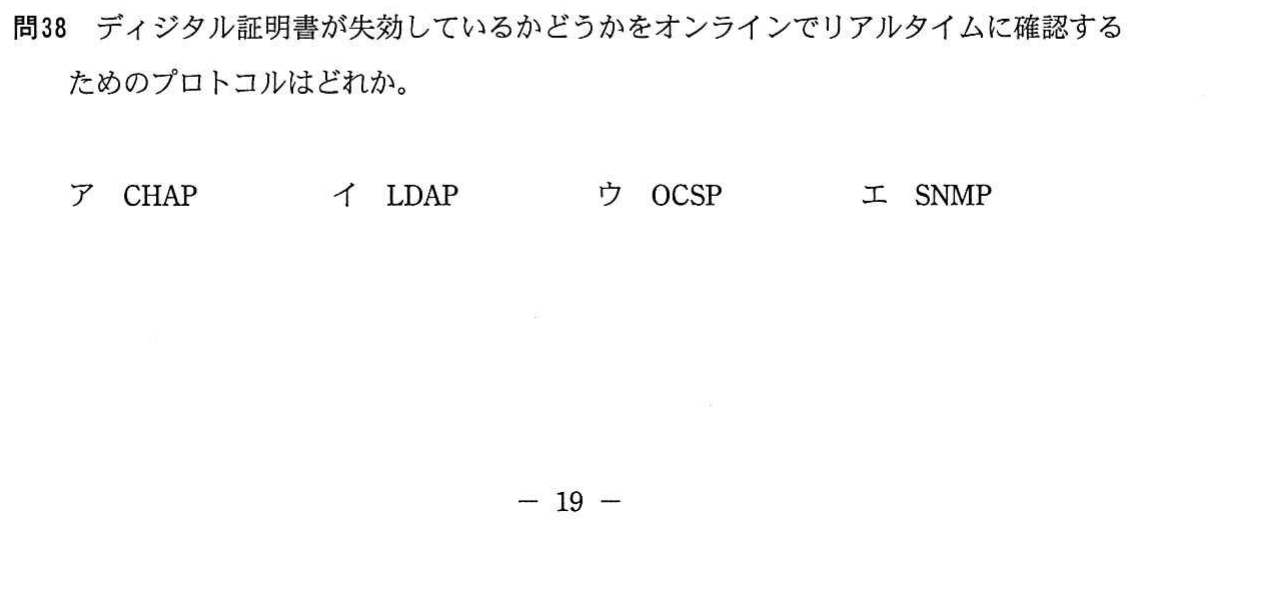 問38 ディジタル証明書が失効しているかどうかをオンラインでリアルタイムに確認する
ためのプロトコルはどれか。
ア CHAP イ LDAP ウ OCSP エ SNMP
－ 19 －